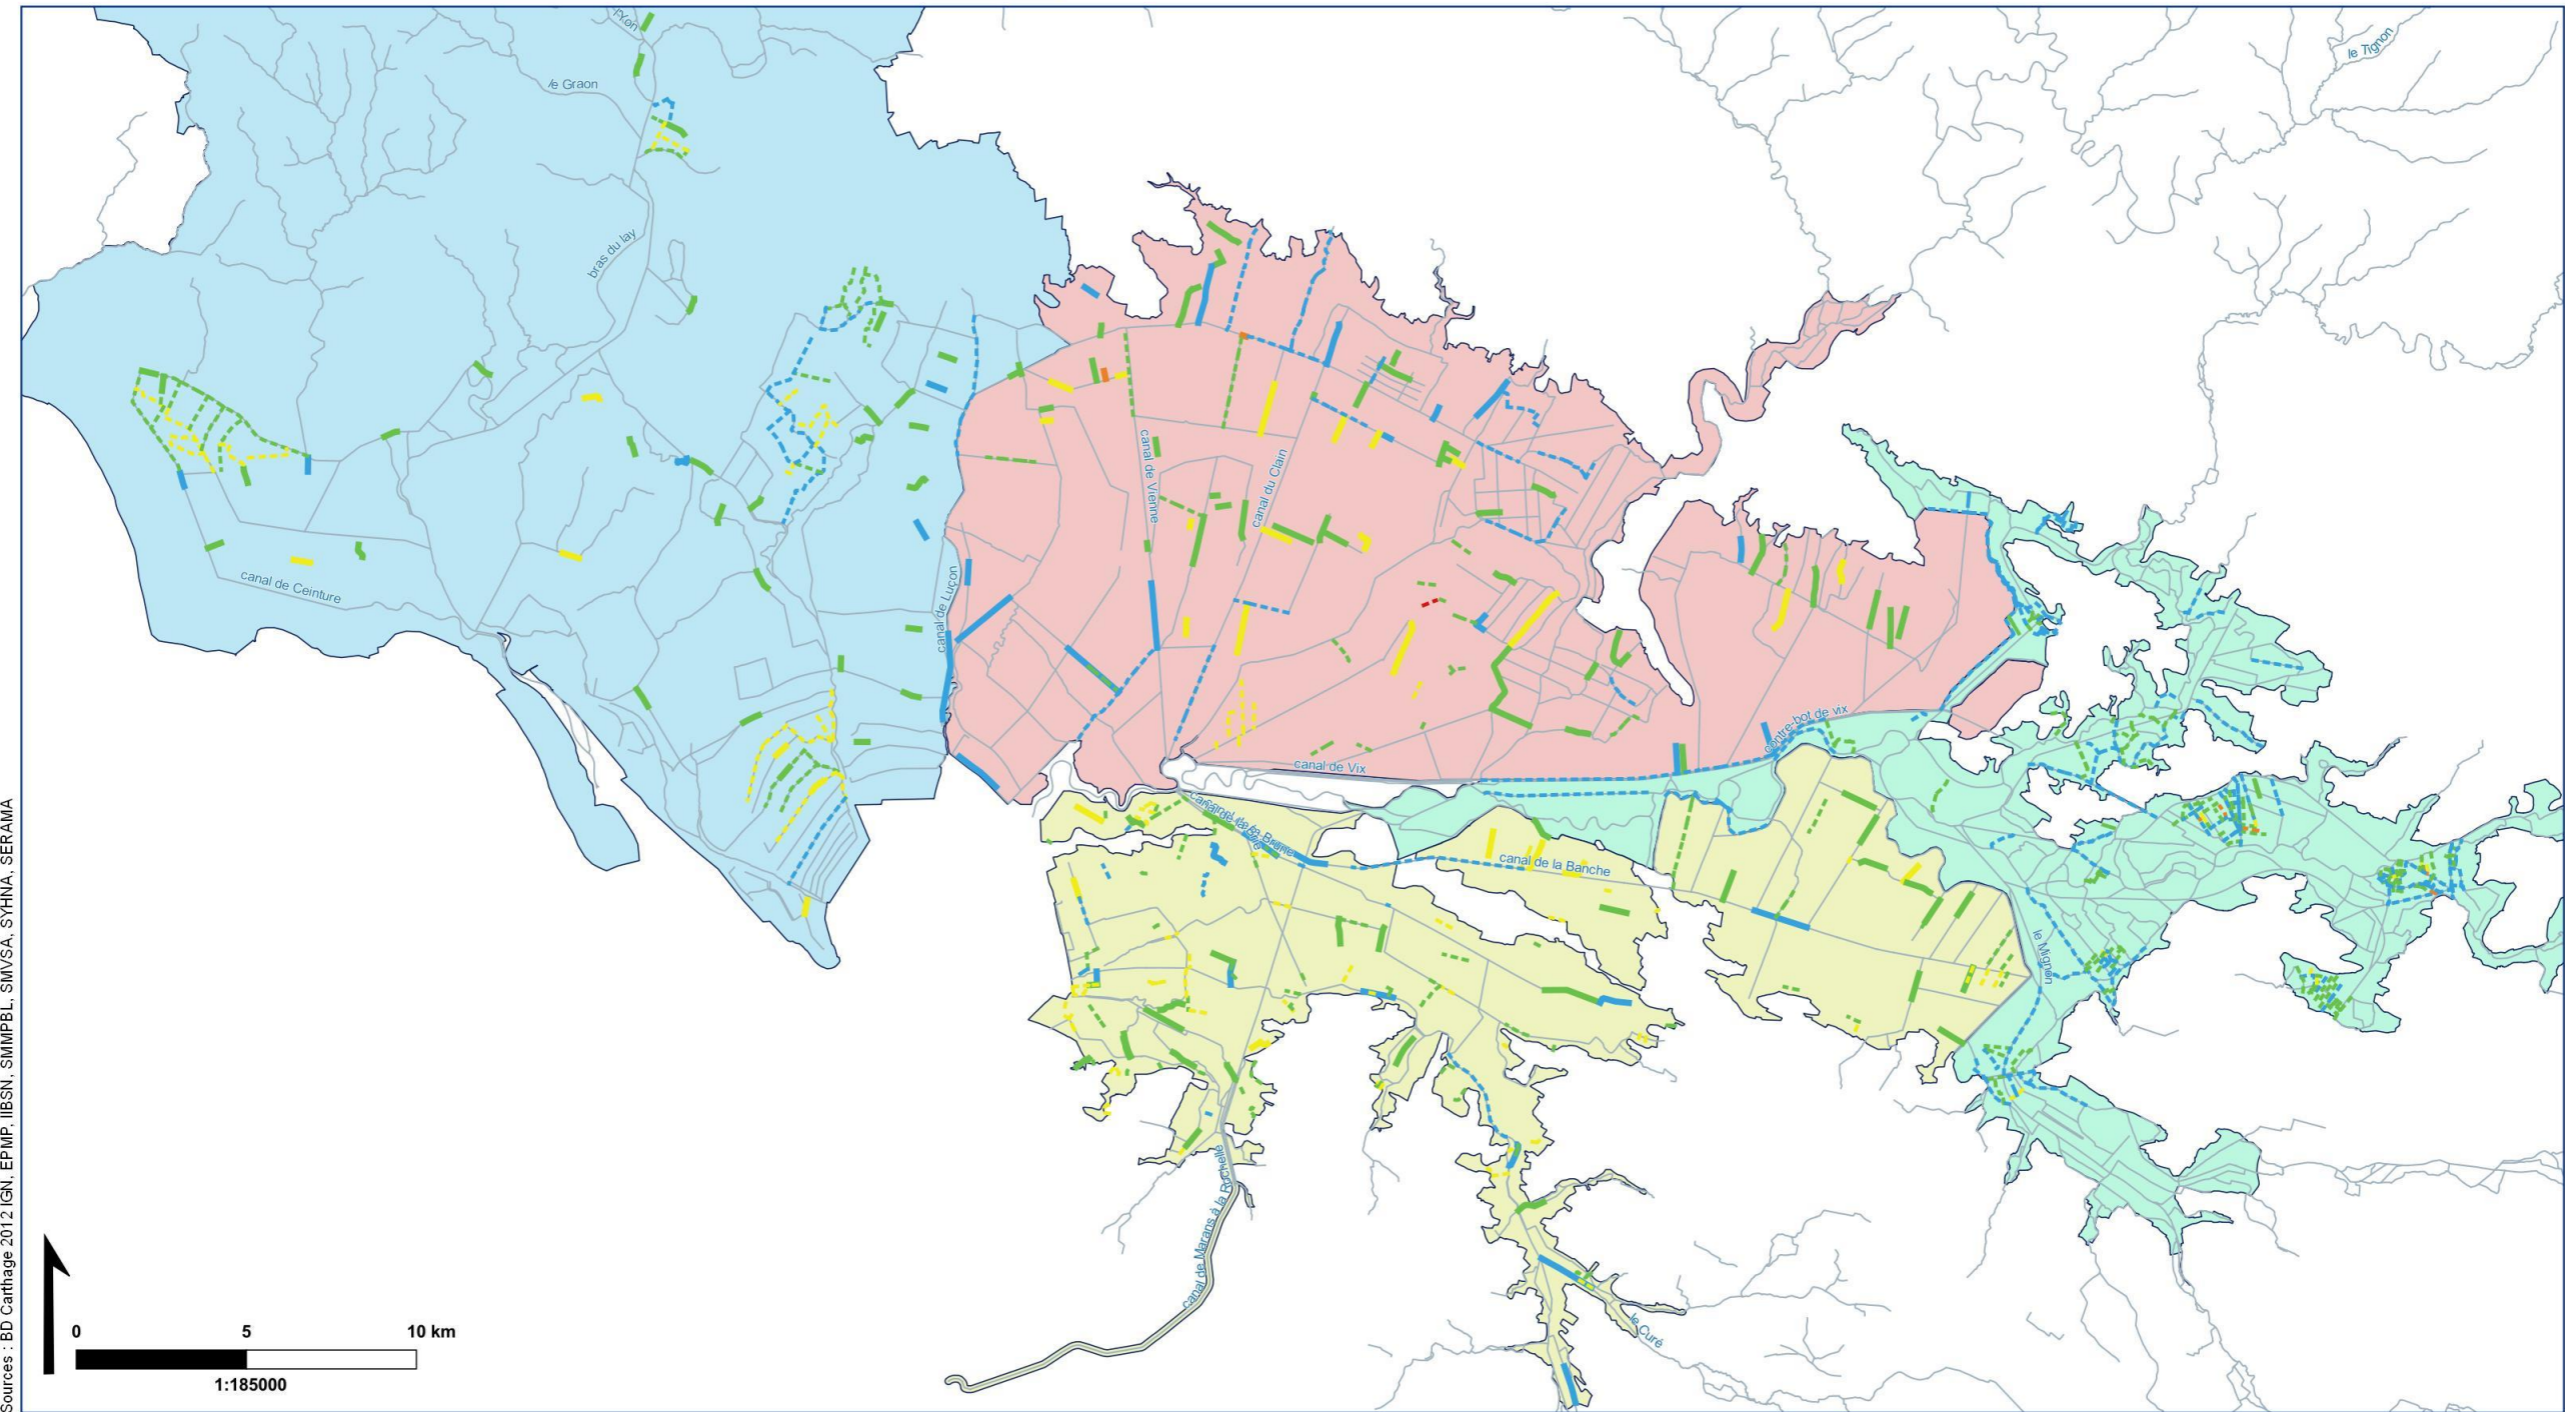 l'Yon
le Graon
le Tignon
bras du lay
canal de Vienne
canal du Clain
canal de Ceinture
canal de Luçon
contre-bot de vix
canal de Vix
canal de la Banche
le Mignon
canal de Marans à la Rochelle
le Curé
0 5 10 km
1:185000
Sources : BD Carthage 2012 IGN, EPMP, IIBSN, SMMPBL, SMVSA, SYHNA, SERAMA